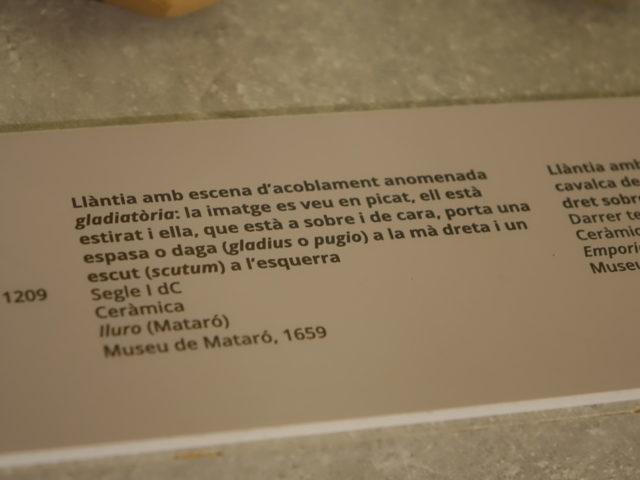 Llàntia amb escena d'acoblament anomenada
gladiatòria: la imatge es veu en picat, ell està
estirat i ella, que està a sobre i de cara, porta una
espasa o daga (gladius o pugio) a la mà dreta i un
escut (scutum) a l'esquerra
Segle I dC
Ceràmica
Iluro (Mataró)
Museu de Mataró, 1659
1209
Llàntia amb
cavalca de
dret sobre
Darrer te
Ceràmic
Empori
Museu